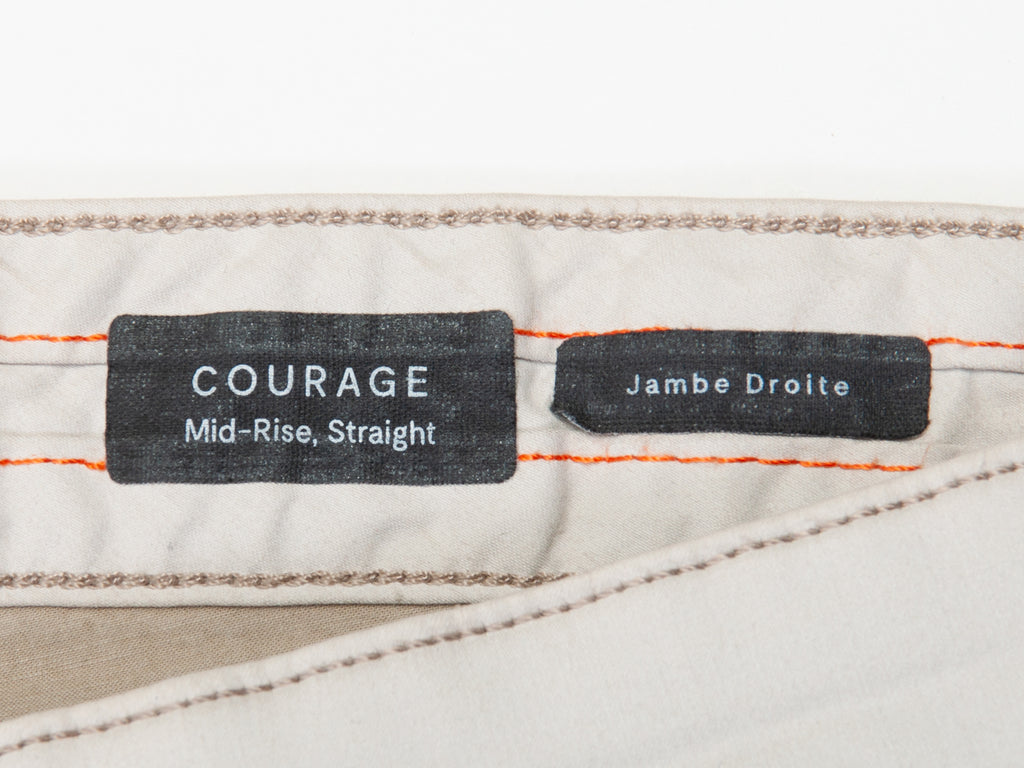 COURAGE
Mid-Rise, Straight
Jambe Droite